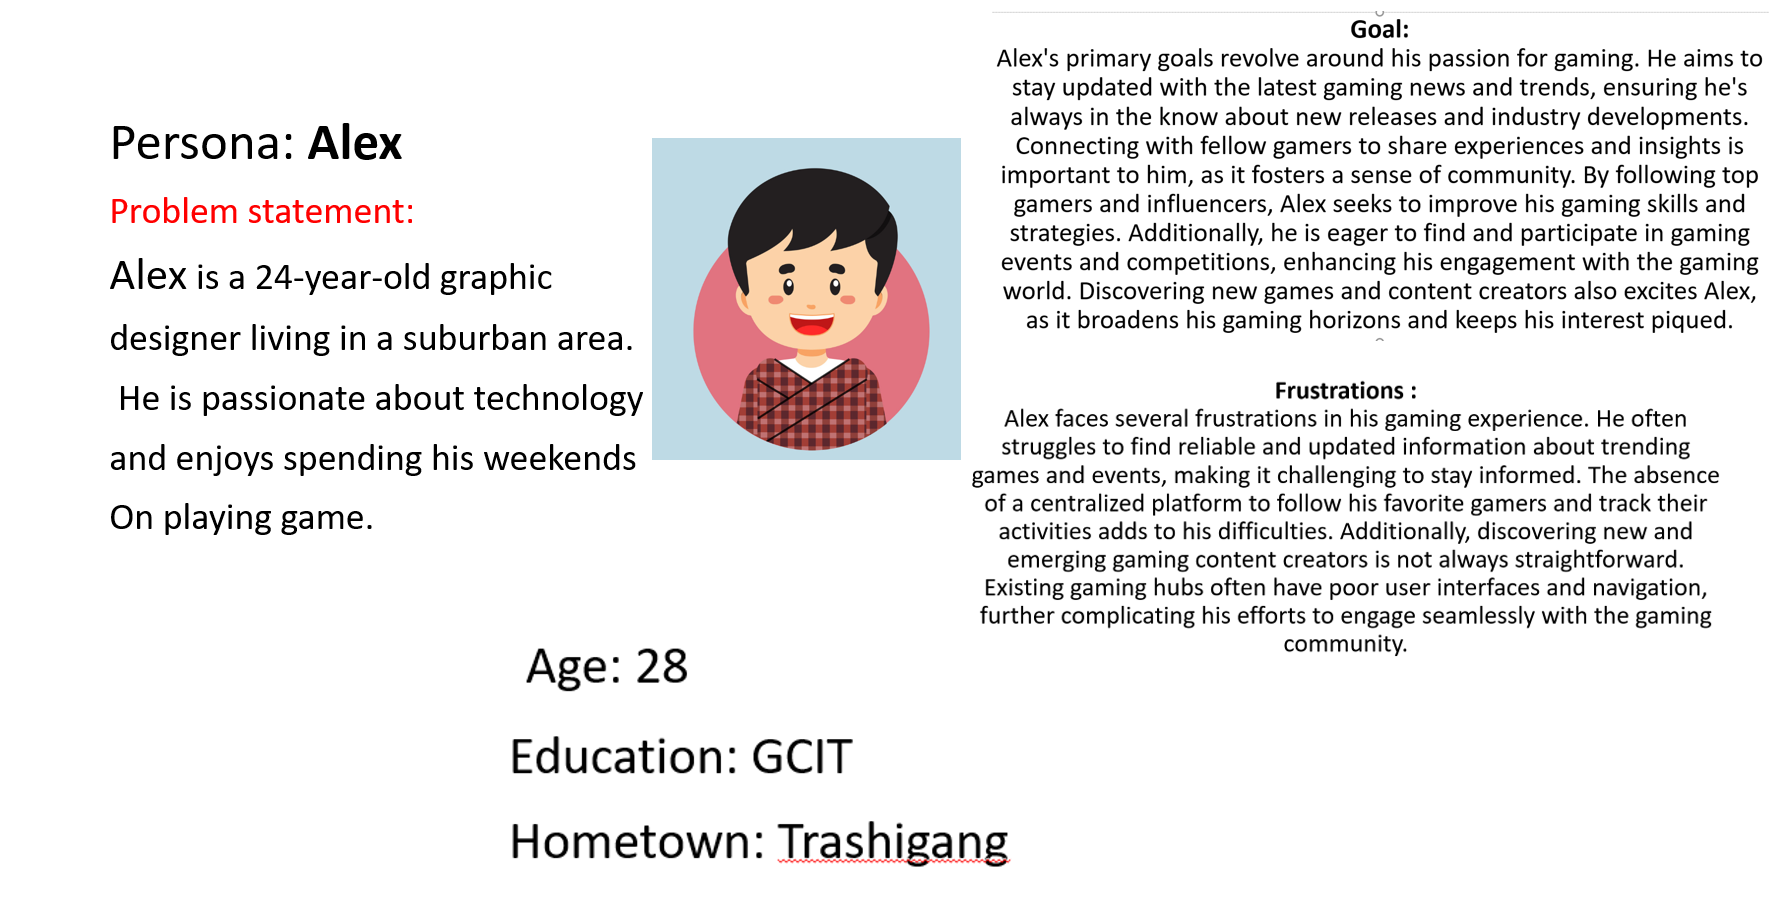 Persona: Alex
Problem statement:
Alex is a 24-year-old graphic
designer living in a suburban area.
He is passionate about technology
and enjoys spending his weekends
On playing game.
Goal:
Alex's primary goals revolve around his passion for gaming. He aims to
stay updated with the latest gaming news and trends, ensuring he's
always in the know about new releases and industry developments.
Connecting with fellow gamers to share experiences and insights is
important to him, as it fosters a sense of community. By following top
gamers and influencers, Alex seeks to improve his gaming skills and
strategies. Additionally, he is eager to find and participate in gaming
events and competitions, enhancing his engagement with the gaming
world. Discovering new games and content creators also excites Alex,
as it broadens his gaming horizons and keeps his interest piqued.
Frustrations :
Alex faces several frustrations in his gaming experience. He often
struggles to find reliable and updated information about trending
games and events, making it challenging to stay informed. The absence
of a centralized platform to follow his favorite gamers and track their
activities adds to his difficulties. Additionally, discovering new and
emerging gaming content creators is not always straightforward.
Existing gaming hubs often have poor user interfaces and navigation,
further complicating his efforts to engage seamlessly with the gaming
community.
Age: 28
Education: GCIT
Hometown: Trashigang